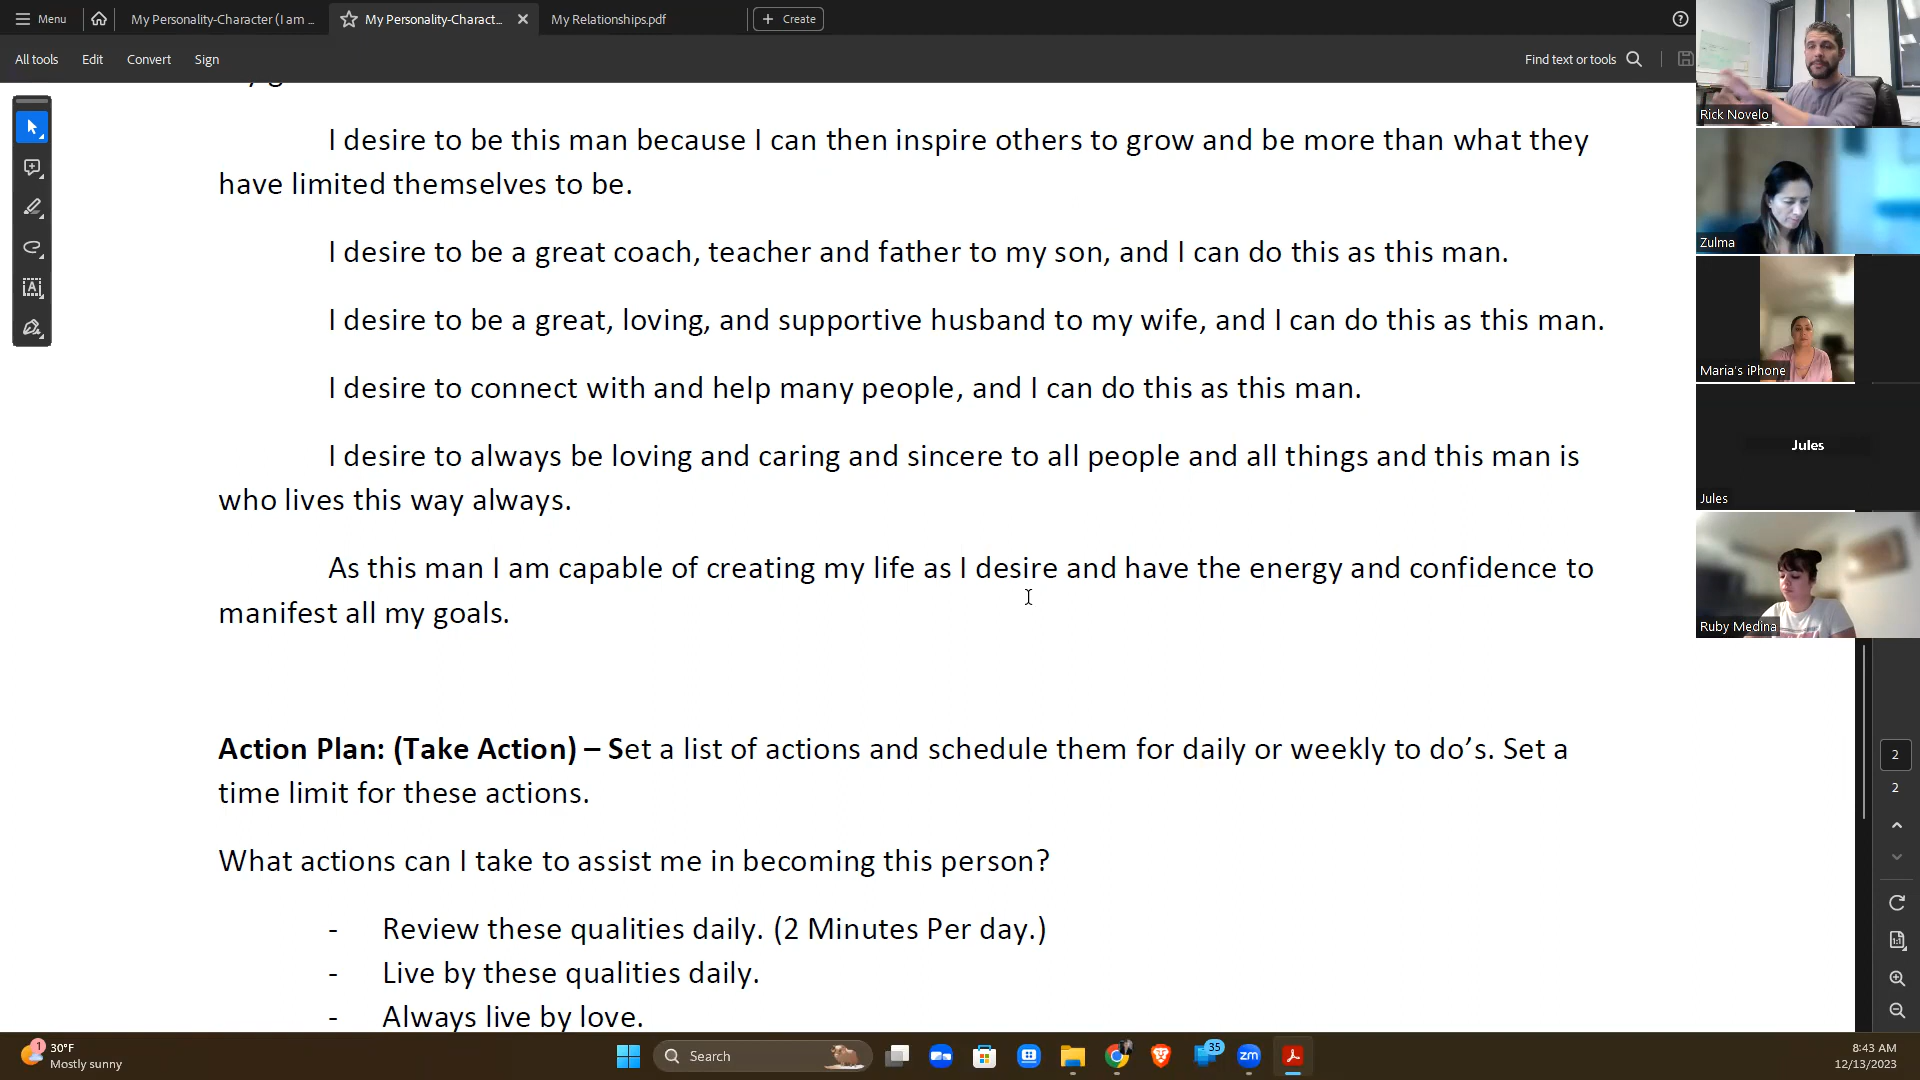 Menu
My Personality-Character (I am ...
My Personality-Charact...
My Relationships.pdf
Create
All tools
Edit
Convert
Sign
Find text or tools
I desire to be this man because I can then inspire others to grow and be more than what they
have limited themselves to be.
I desire to be a great coach, teacher and father to my son, and I can do this as this man.
I desire to be a great, loving, and supportive husband to my wife, and I can do this as this man.
I desire to connect with and help many people, and I can do this as this man.
I desire to always be loving and caring and sincere to all people and all things and this man is
who lives this way always.
As this man I am capable of creating my life as I desire and have the energy and confidence to
manifest all my goals.
Action Plan: (Take Action) – Set a list of actions and schedule them for daily or weekly to do’s. Set a
time limit for these actions.
What actions can I take to assist me in becoming this person?
- Review these qualities daily. (2 Minutes Per day.)
- Live by these qualities daily.
- Always live by love.
Rick Novelo
Zulma
Maria's iPhone
Jules
Jules
Ruby Medina
2
2
1
30°F
Mostly sunny
Search
35
zm
8:43 AM
12/13/2023